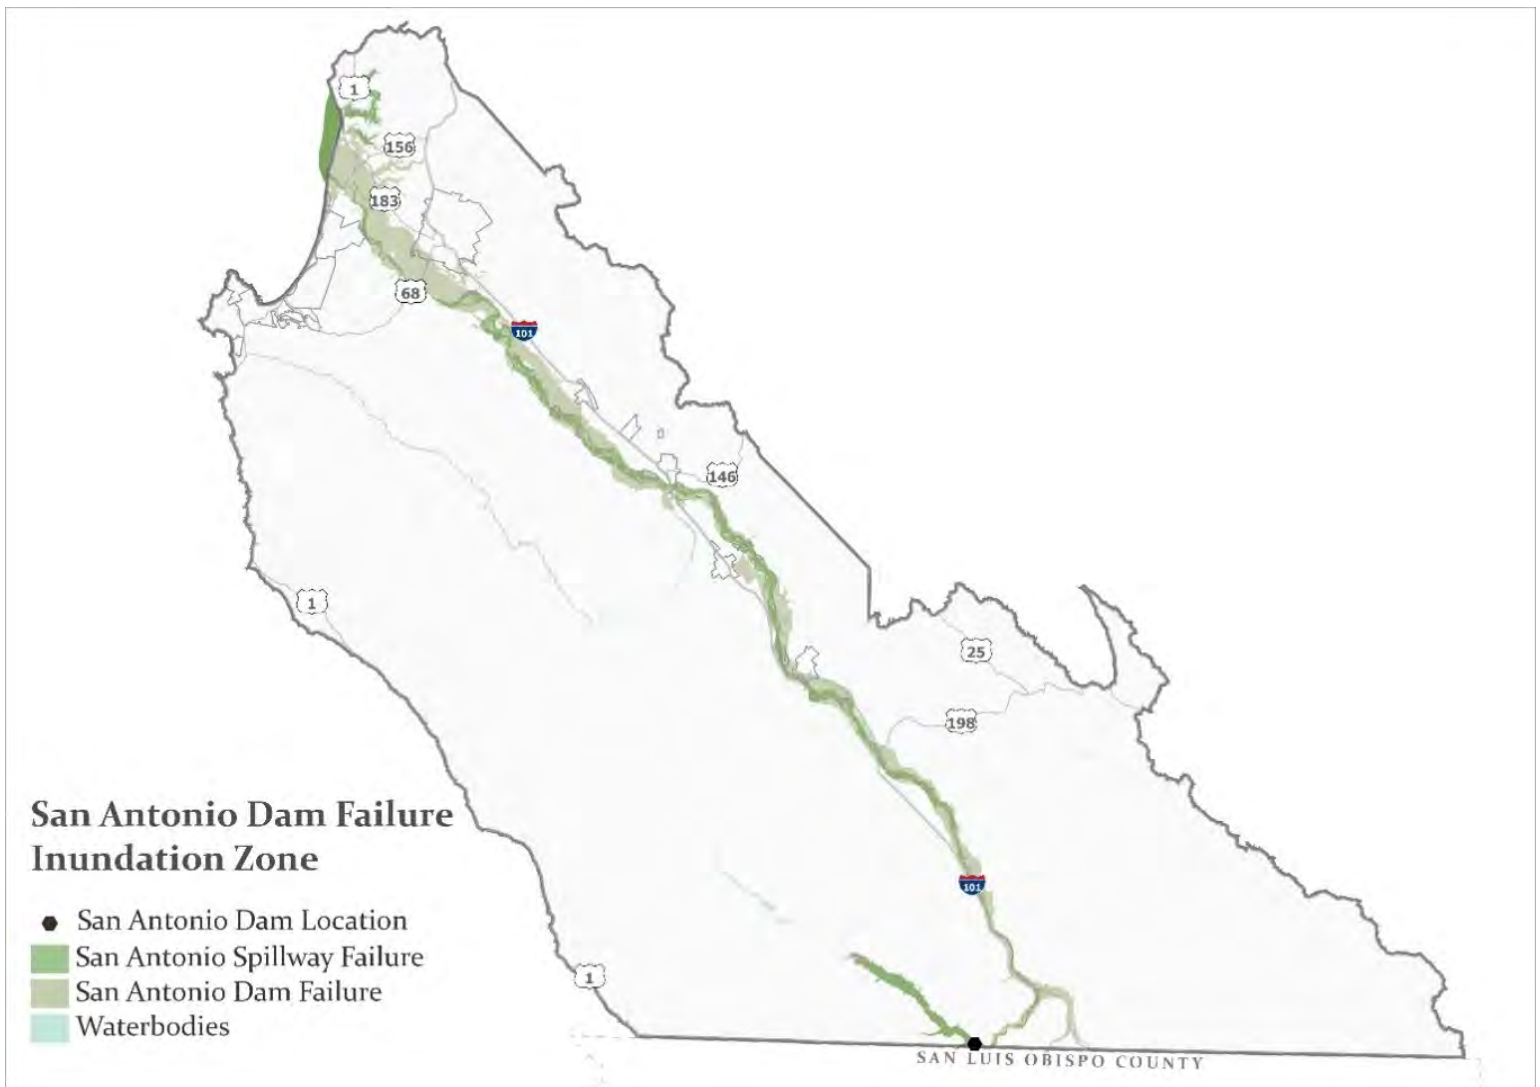 1
156
183
68
101
146
1
25
198
San Antonio Dam Failure
Inundation Zone
101
San Antonio Dam Location
San Antonio Spillway Failure
1
San Antonio Dam Failure
Waterbodies
SAN LUIS OBISPO COUNTY